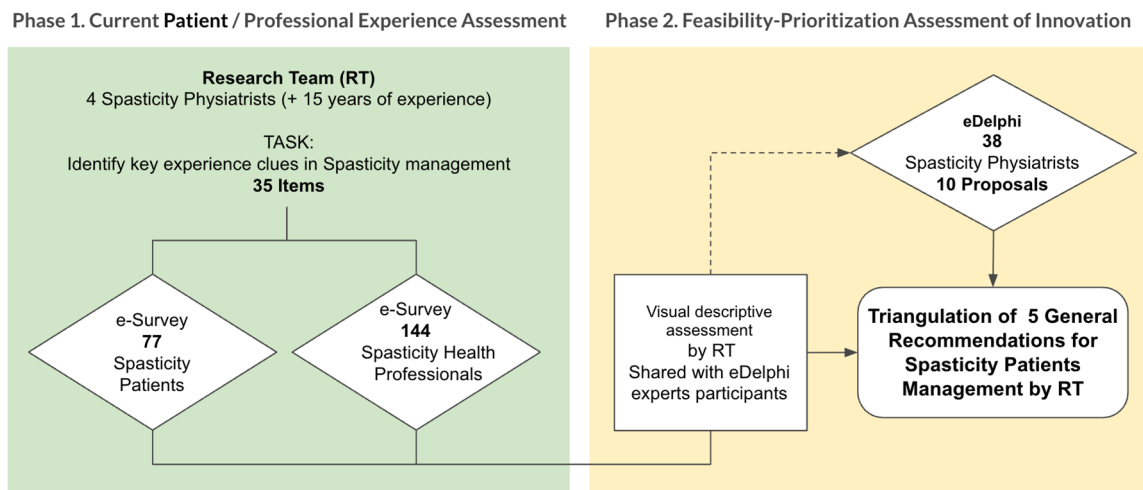 Phase 1. Current Patient / Professional Experience Assessment
Research Team (RT)
4 Spasticity Physiatrists (+ 15 years of experience)
TASK:
Identify key experience clues in Spasticity management
35 Items
e-Survey
77
Spasticity
Patients
e-Survey
144
Spasticity Health
Professionals
Phase 2. Feasibility-Prioritization Assessment of Innovation
eDelphi
38
Spasticity Physiatrists
10 Proposals
Visual descriptive
assessment
by RT
Shared with eDelphi
experts participants
Triangulation of 5 General
Recommendations for
Spasticity Patients
Management by RT